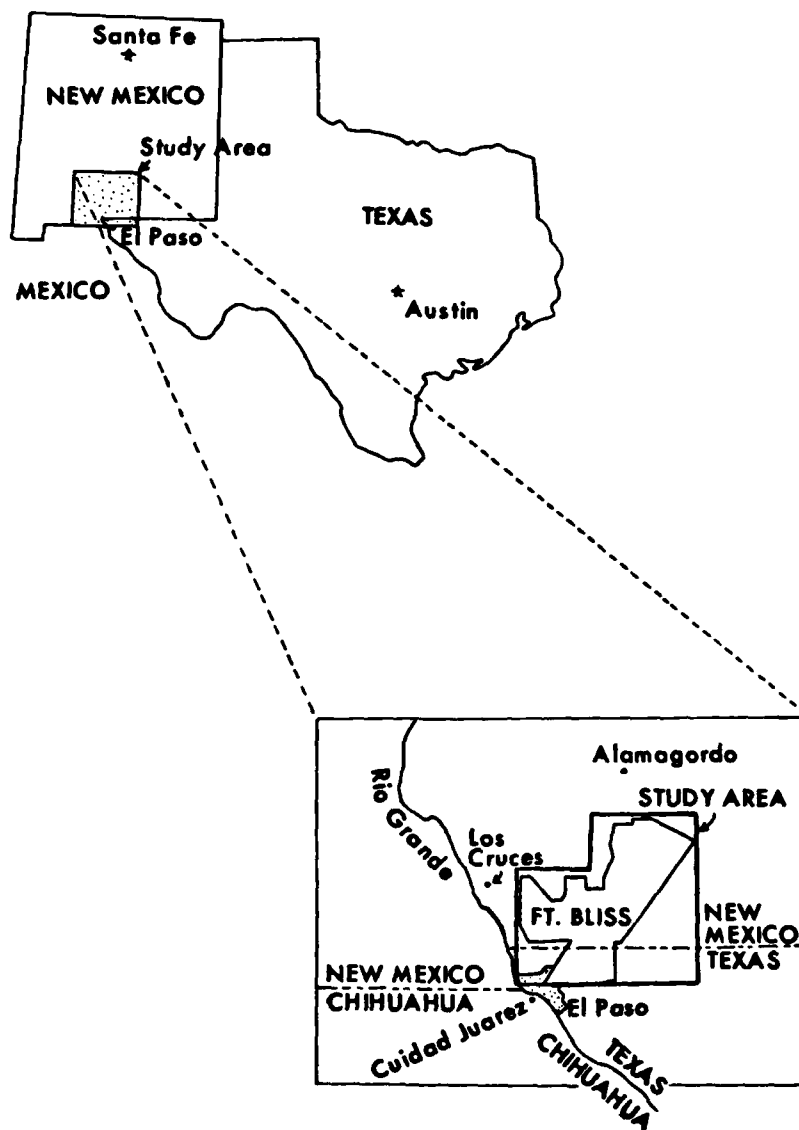 Santa Fe
NEW MEXICO
Study Area
TEXAS
El Paso
MEXICO
Austin
Alamagordo
STUDY AREA
Rio Grande
Los
Cruces
FT. BLISS
NEW
MEXICO
TEXAS
NEW MEXICO
CHIHUAHUA
El Paso
Cuidad Juarez
TEXAS
CHIHUAHUA